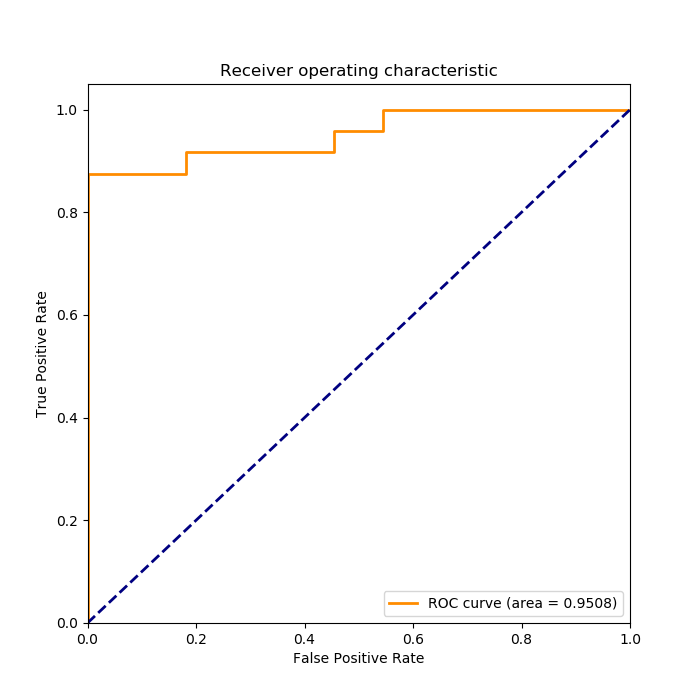 Receiver operating characteristic
1.0
0.8
0.6
0.4
0.2
0.0
True Positive Rate
ROC curve (area = 0.9508)
0.0 0.2 0.4 0.6 0.8 1.0
False Positive Rate